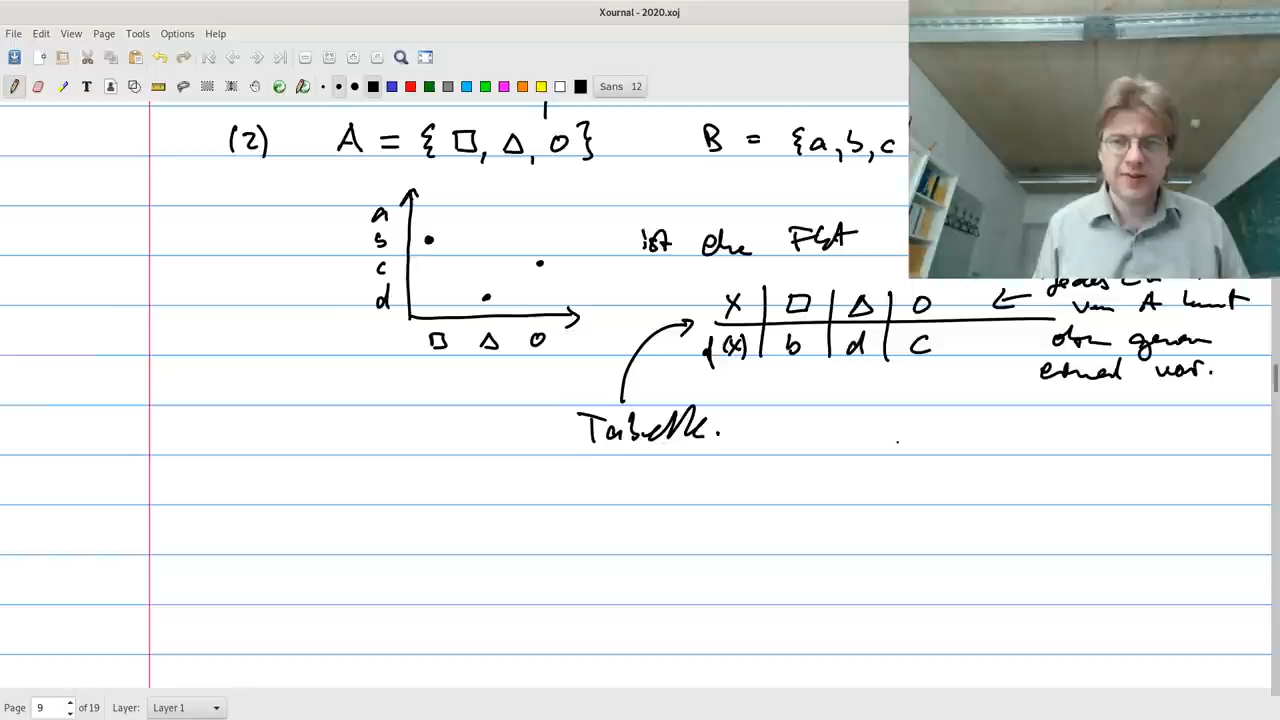 Xournal - 2020.xoj
File Edit View Page Tools Options Help
Sans 12
(2) A = {□, Δ, O} B = {a, b, c
a
b
c
d
□ Δ O
ist eine Fkt
X □ Δ O ←
f(x) b d c
von A kommt
oben genau
einmal vor.
Tabelle.
Page 9 of 19 Layer: Layer 1